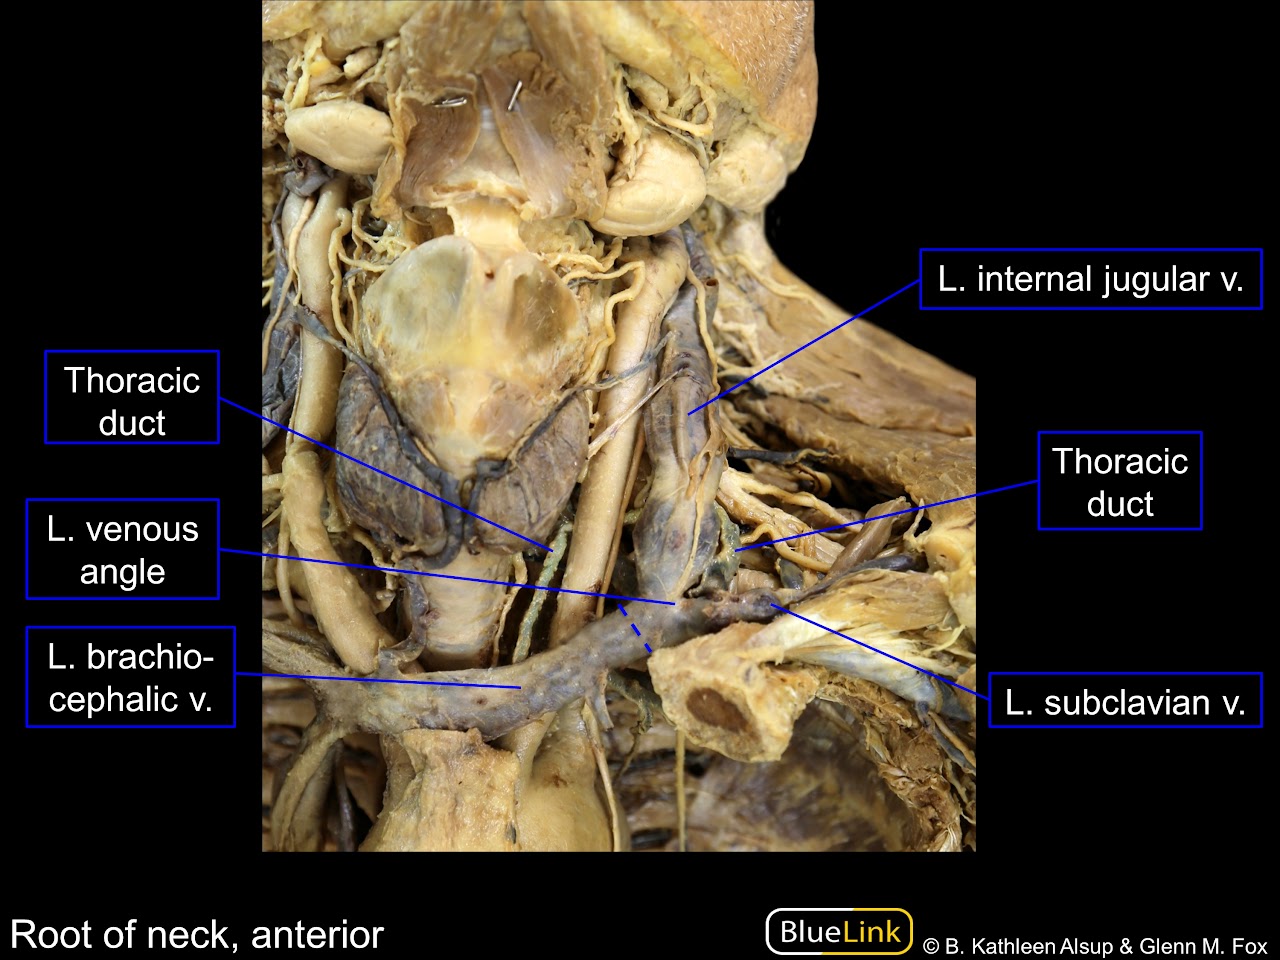 L. internal jugular v.
Thoracic
duct
Thoracic
duct
L. venous
angle
L. brachio-
cephalic v.
L. subclavian v.
Root of neck, anterior
BlueLink
© B. Kathleen Alsup & Glenn M. Fox